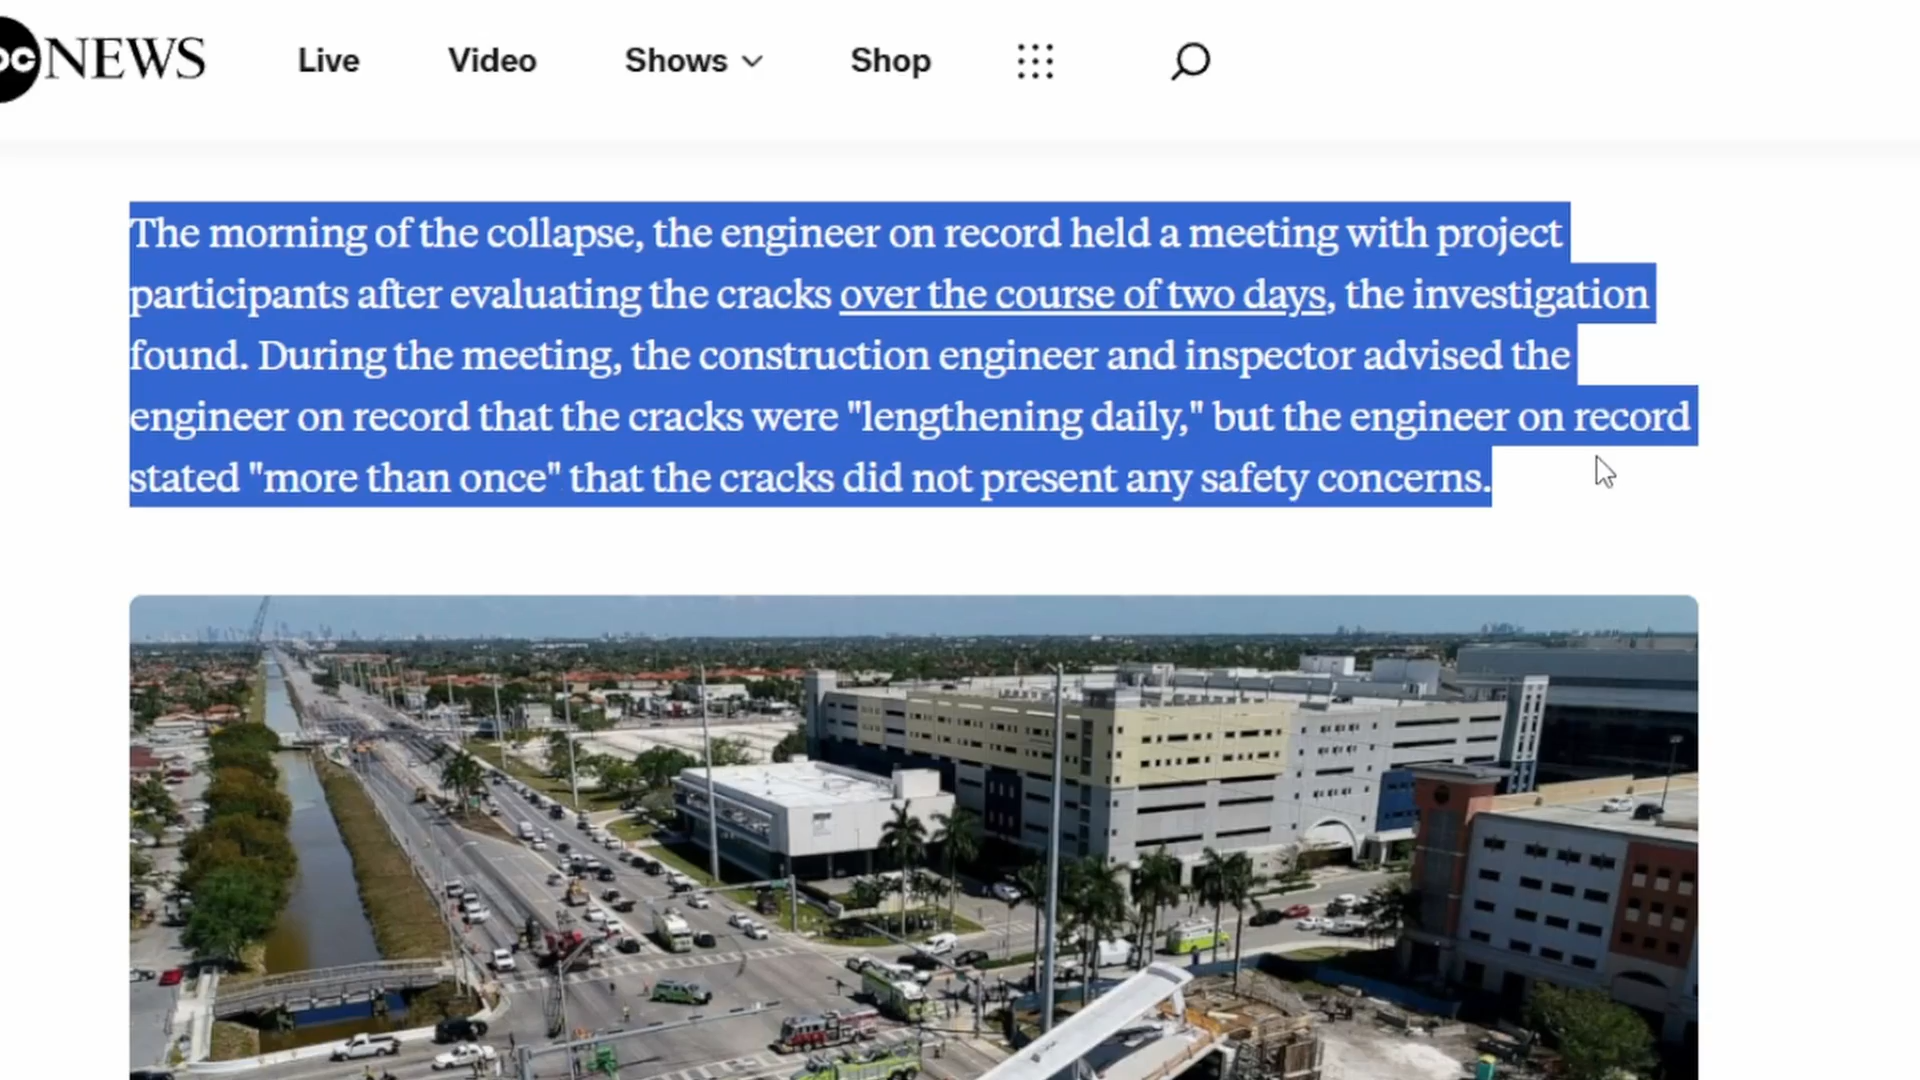 bc NEWS Live Video Shows Shop
The morning of the collapse, the engineer on record held a meeting with project
participants after evaluating the cracks over the course of two days, the investigation
found. During the meeting, the construction engineer and inspector advised the
engineer on record that the cracks were "lengthening daily," but the engineer on record
stated "more than once" that the cracks did not present any safety concerns.